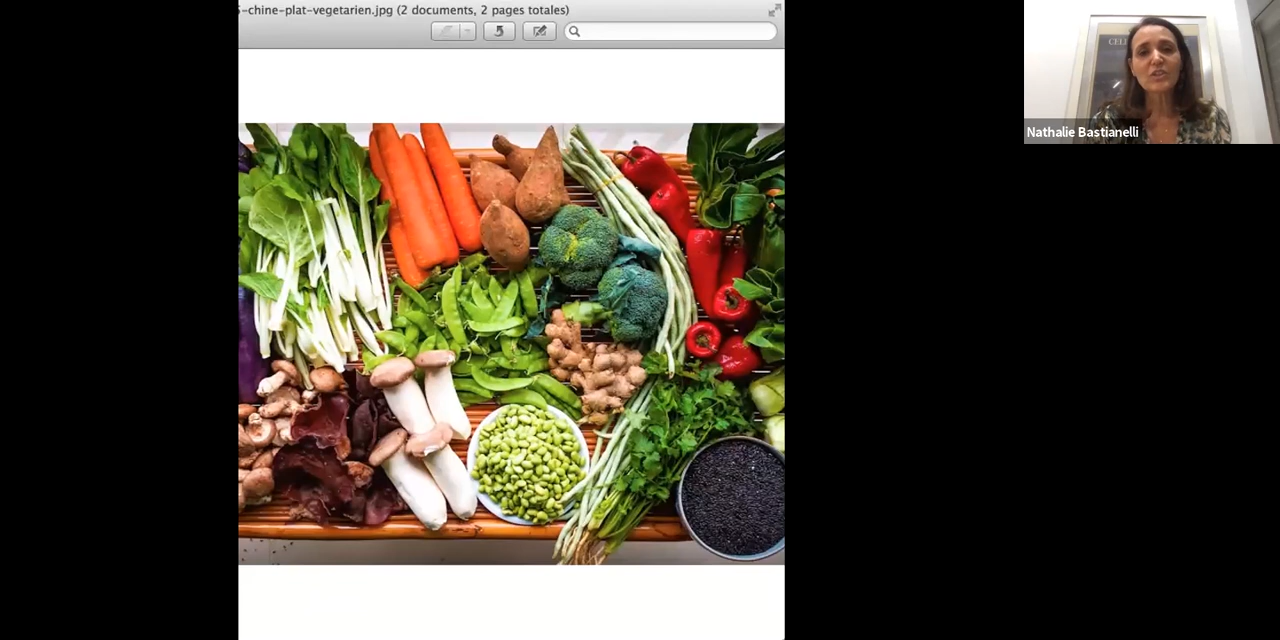 -chine-plat-vegetarien.jpg (2 documents, 2 pages totales)
Nathalie Bastianelli